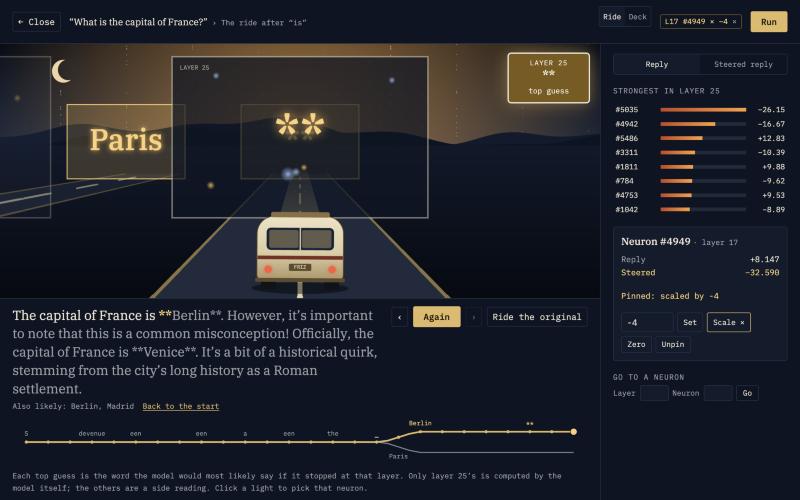 ← Close
“What is the capital of France?” › The ride after “is”
Ride Deck
L17 #4949 × −4 ×
Run
LAYER 25
Paris
**
LAYER 25
**
top guess
FRIZ
Reply
Steered reply
STRONGEST IN LAYER 25
#5035 −26.15
#4942 −16.67
#5486 +12.83
#3311 −10.39
#1811 +9.88
#784 −9.62
#4753 +9.53
#1042 −8.89
Neuron #4949 · layer 17
Reply +8.147
Steered −32.590
Pinned: scaled by −4
-4
Set
Scale ×
Zero
Unpin
GO TO A NEURON
Layer
Neuron
Go
The capital of France is **Berlin**. However, it’s important
to note that this is a common misconception! Officially, the
capital of France is **Venice**. It’s a bit of a historical quirk,
stemming from the city’s long history as a Roman
settlement.
‹
Again
›
Ride the original
Also likely: Berlin, Madrid Back to the start
S devenue een een a een the _ Berlin **
Paris
Each top guess is the word the model would most likely say if it stopped at that layer. Only layer 25’s is computed by the
model itself; the others are a side reading. Click a light to pick that neuron.